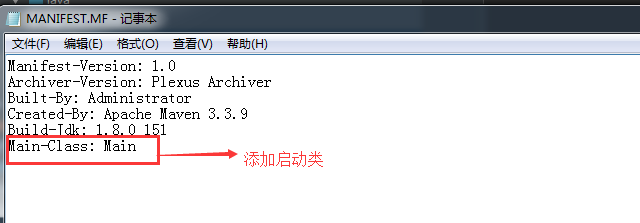 MANIFEST.MF - 记事本
文件(F) 编辑(E) 格式(O) 查看(V) 帮助(H)
Manifest-Version: 1.0
Archiver-Version: Plexus Archiver
Built-By: Administrator
Created-By: Apache Maven 3.3.9
Build-Jdk: 1.8.0_151
Main-Class: Main
添加启动类